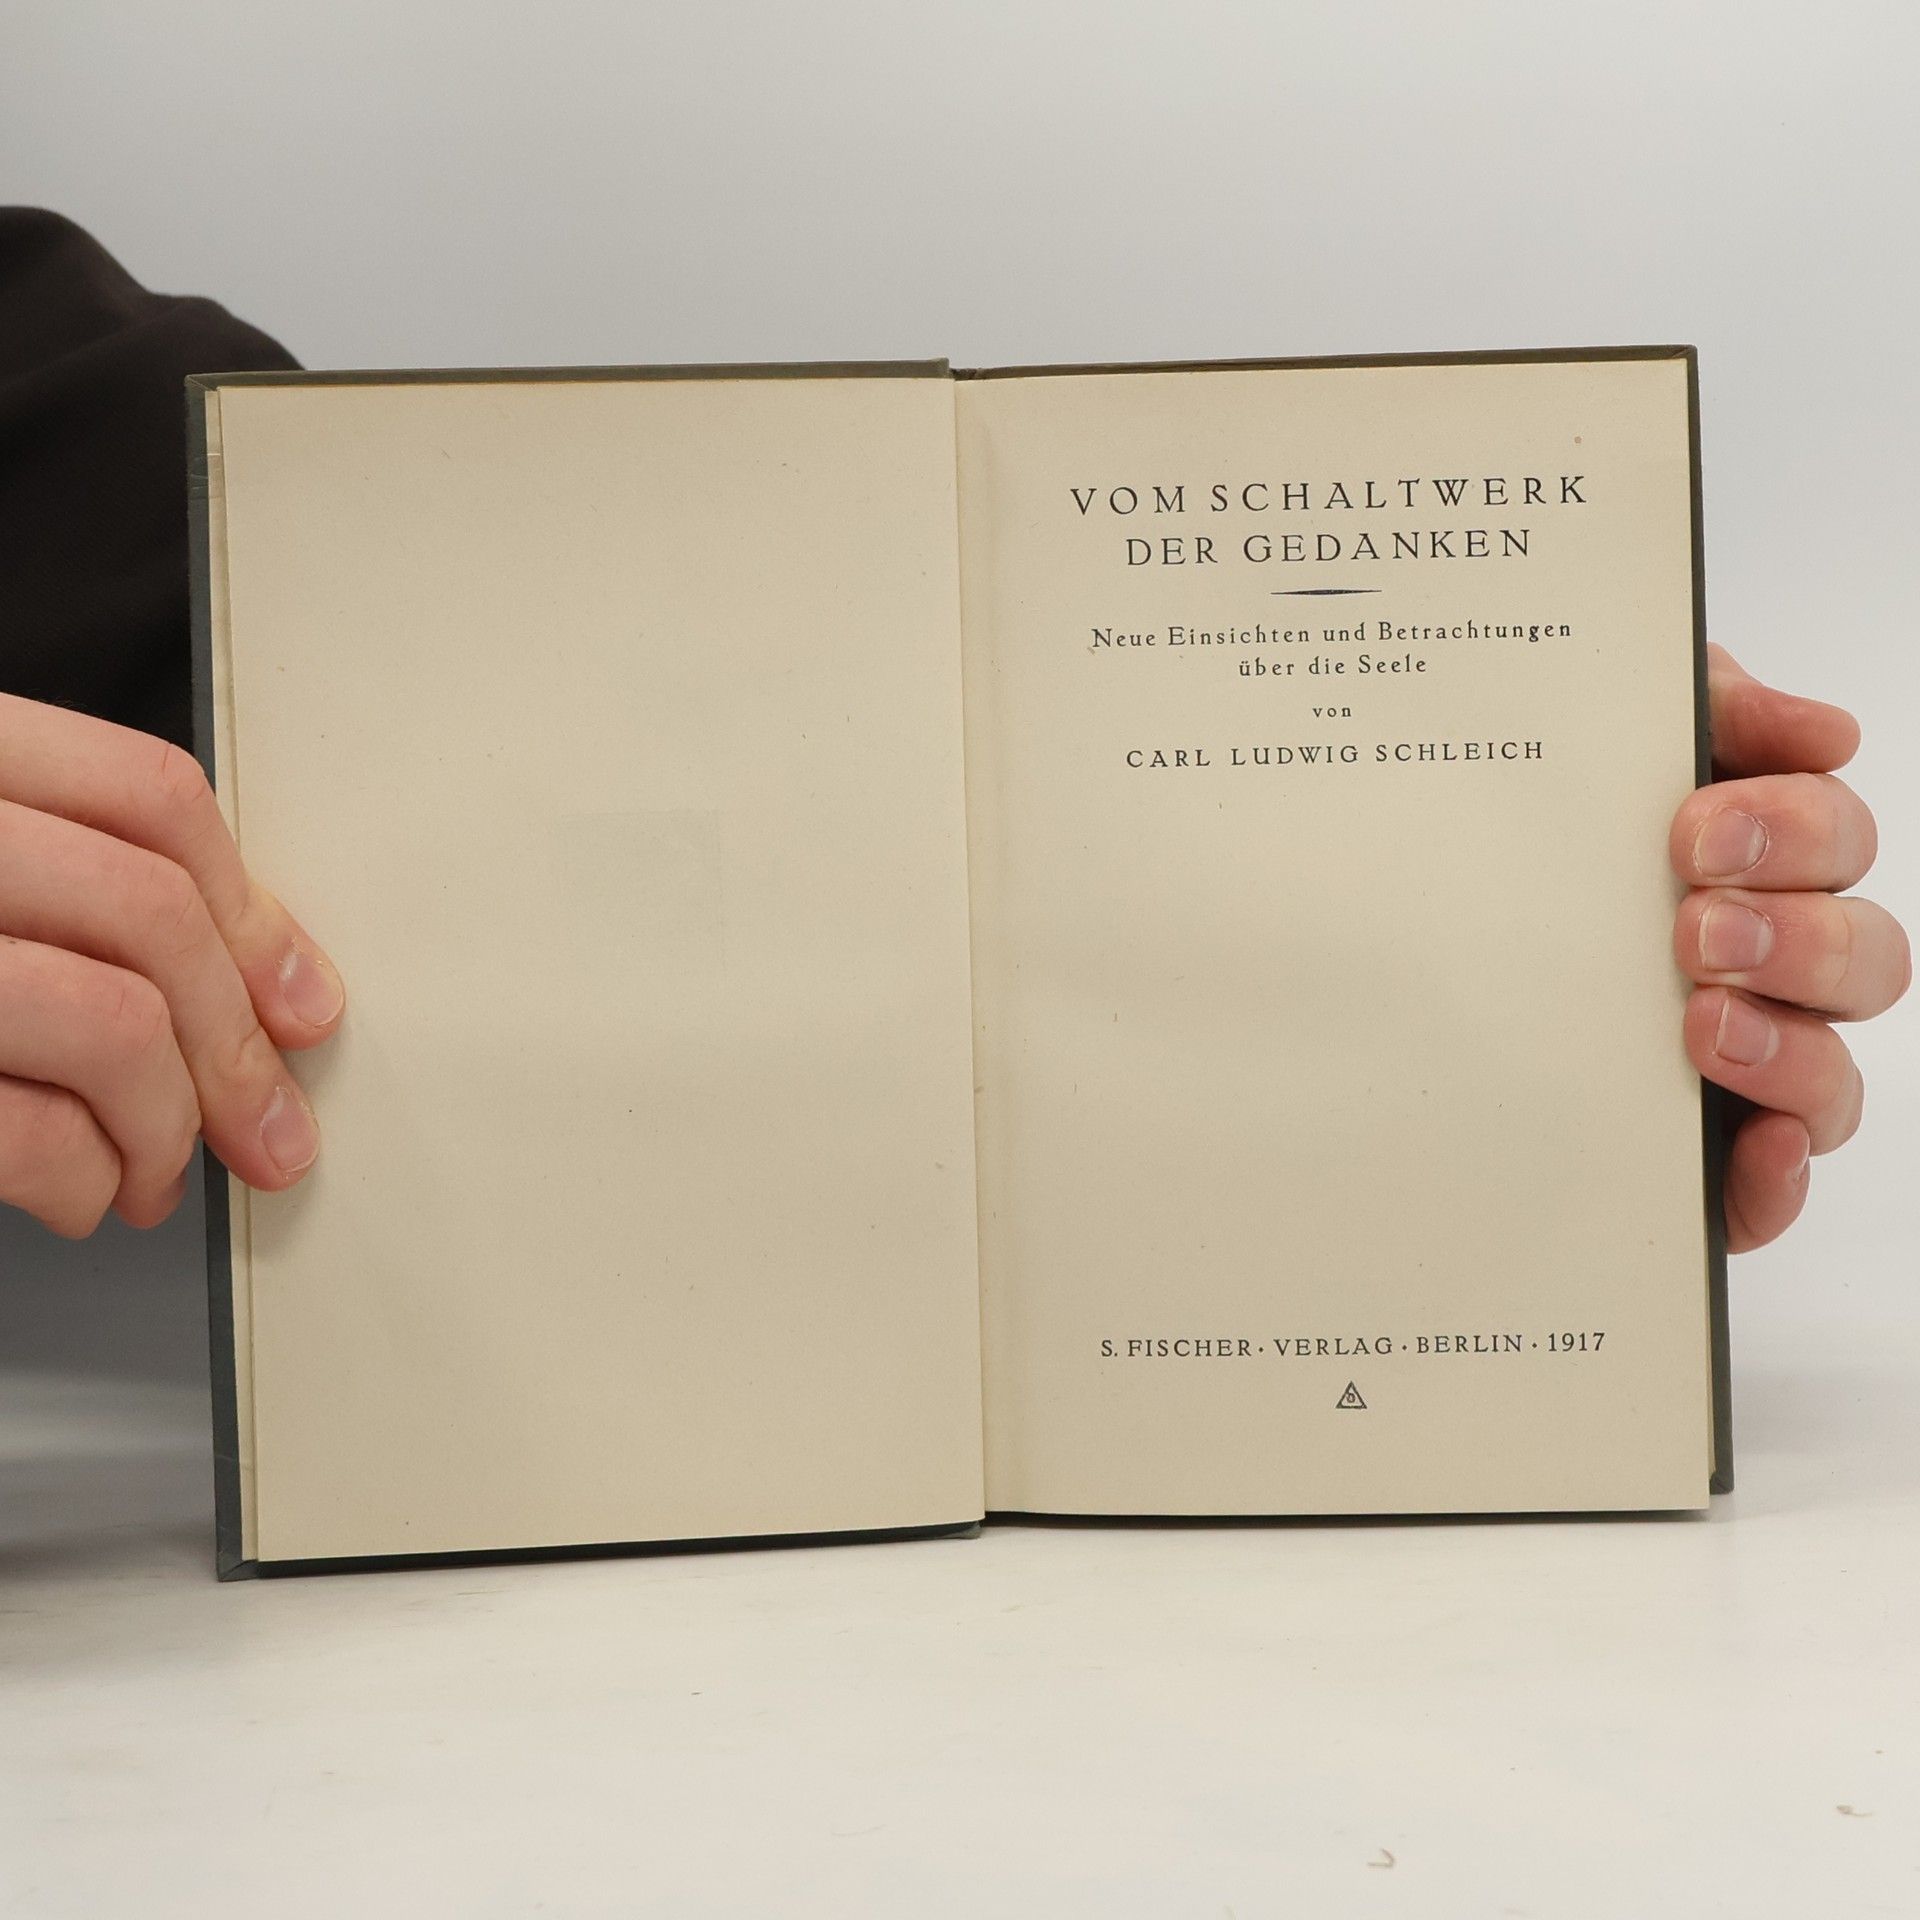 VOM SCHALTWERK
DER GEDANKEN
Neue Einsichten und Betrachtungen
über die Seele
von
CARL LUDWIG SCHLEICH
S. FISCHER · VERLAG · BERLIN · 1917